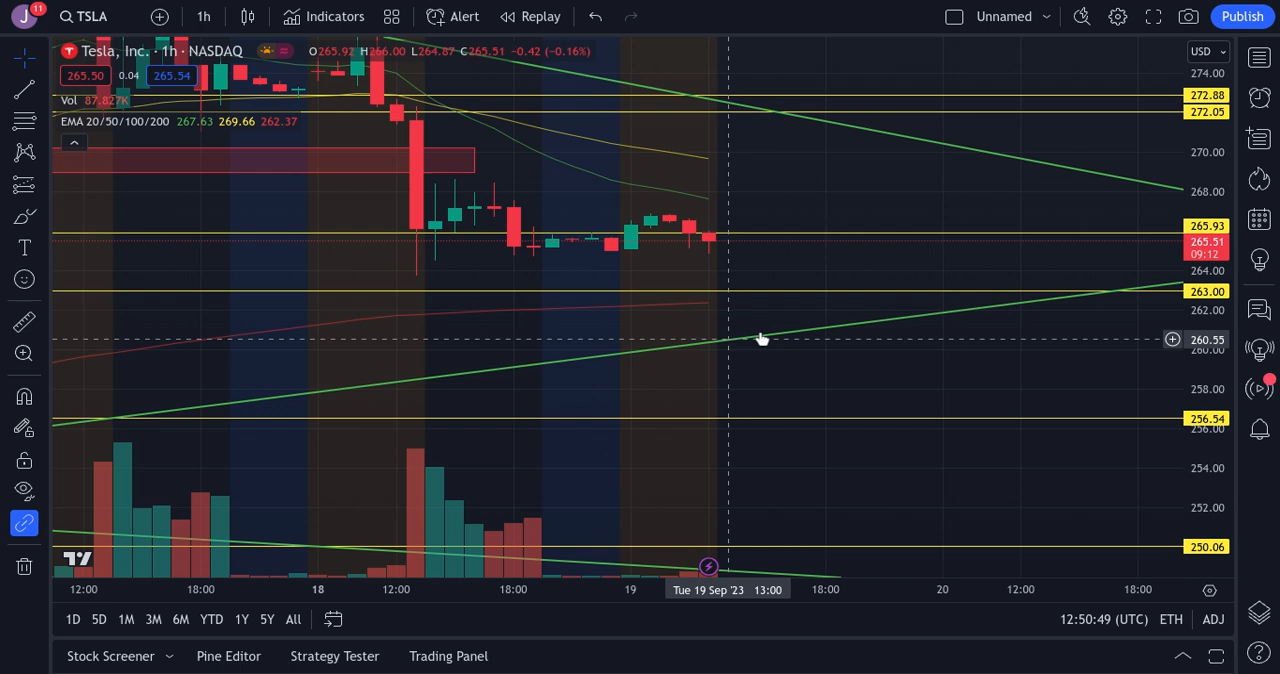 J 11 TSLA 1h Indicators Alert Replay Unnamed Publish
Tesla, Inc. · 1h · NASDAQ O265.92 H266.00 L264.87 C265.51 −0.42 (−0.16%) USD
265.50 0.04 265.54
274.00
272.88
Vol 87.827K
272.05
EMA 20/50/100/200 267.63 269.66 262.37
270.00
268.00
265.93
265.51
09:12
264.00
263.00
262.00
260.55
260.00
258.00
256.54
256.00
254.00
252.00
250.06
12:00 18:00 18 12:00 18:00 19 Tue 19 Sep '23 13:00 18:00 20 12:00 18:00
1D 5D 1M 3M 6M YTD 1Y 5Y All 12:50:49 (UTC) ETH ADJ
Stock Screener Pine Editor Strategy Tester Trading Panel